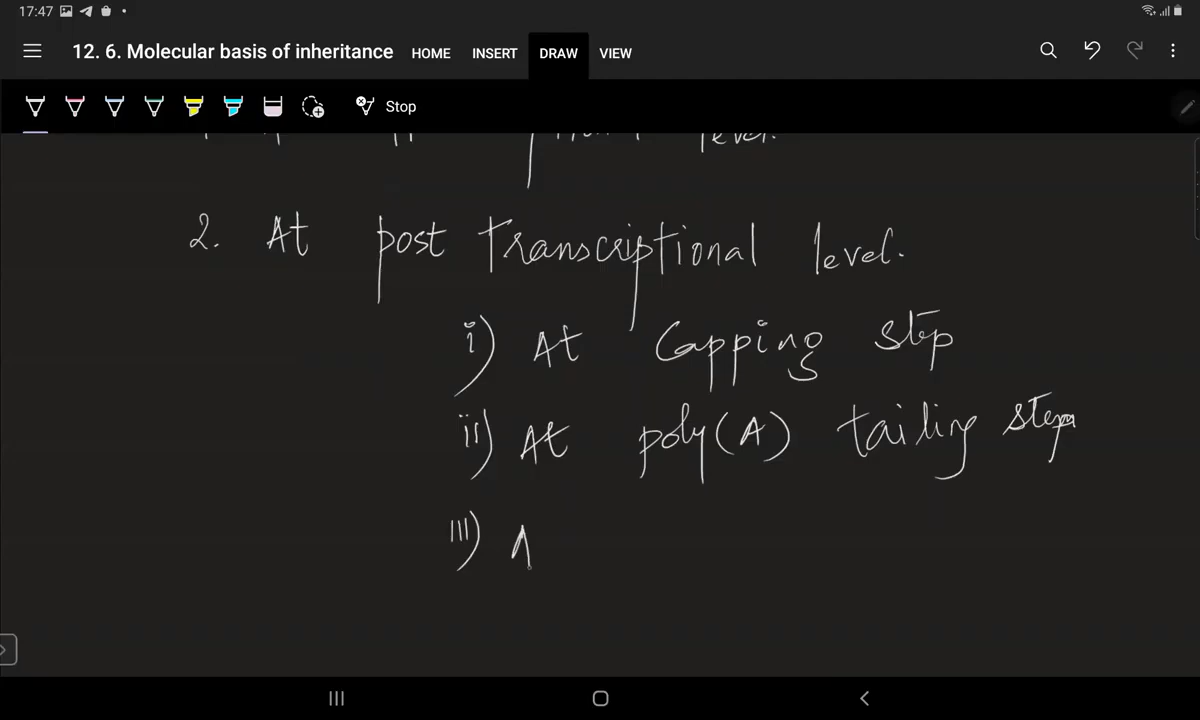 17:47
12. 6. Molecular basis of inheritance HOME INSERT DRAW VIEW
Stop
level.
2. At post transcriptional level.
i) At Capping step
ii) At poly(A) tailing step
iii) A